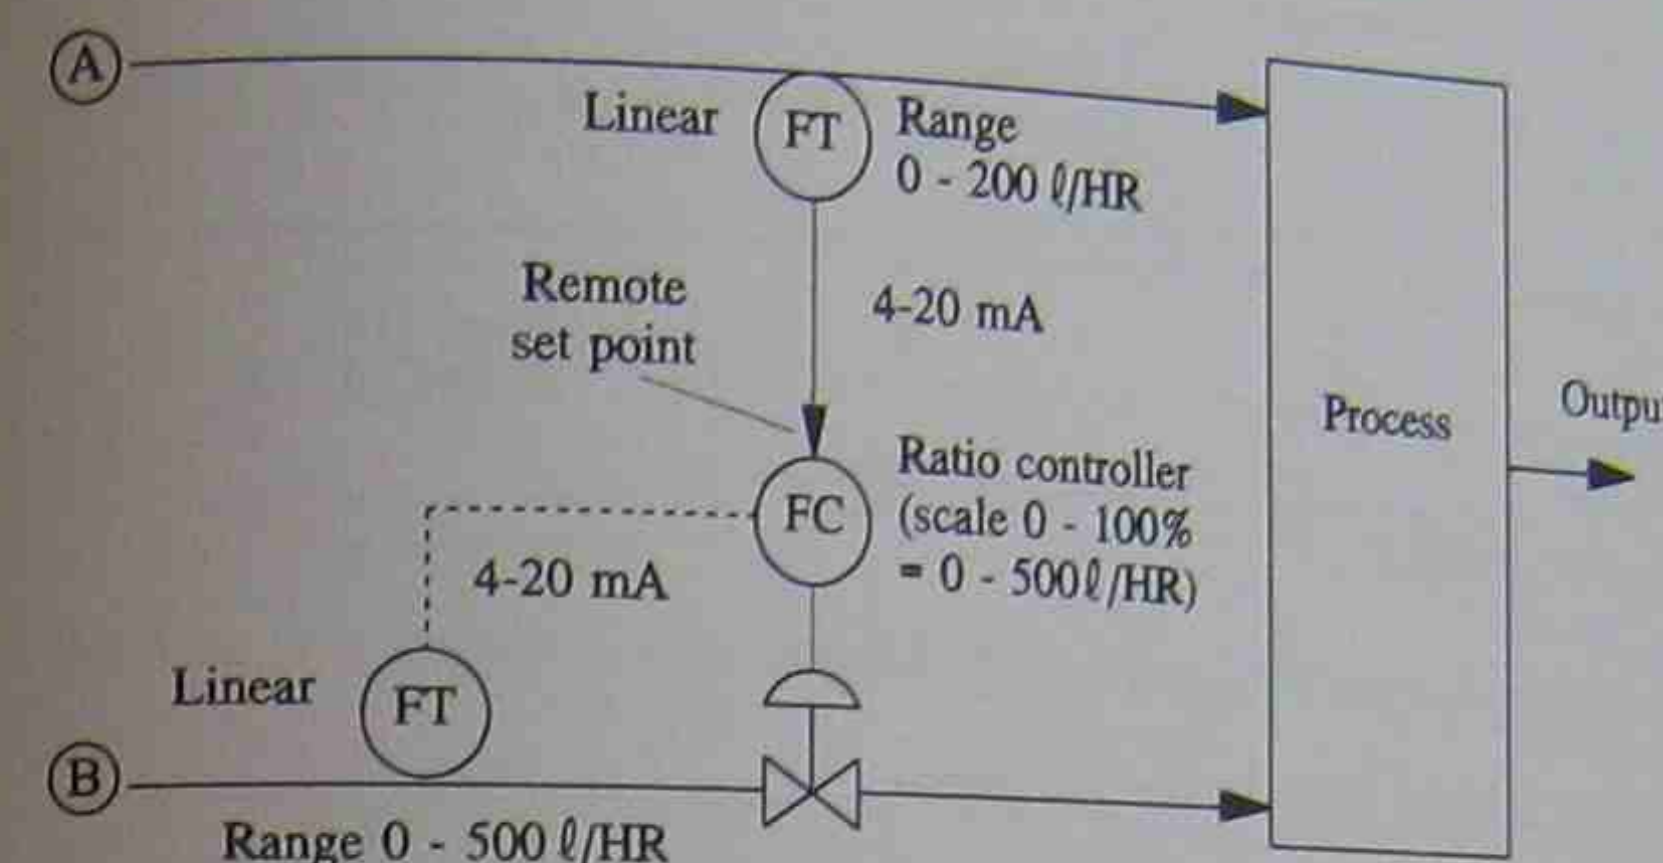 A
Linear
FT
Range
0 - 200 ℓ/HR
Remote
set point
4-20 mA
Process
FC
Ratio controller
(scale 0 - 100%
= 0 - 500ℓ/HR)
4-20 mA
Linear
FT
B
Range 0 - 500 ℓ/HR